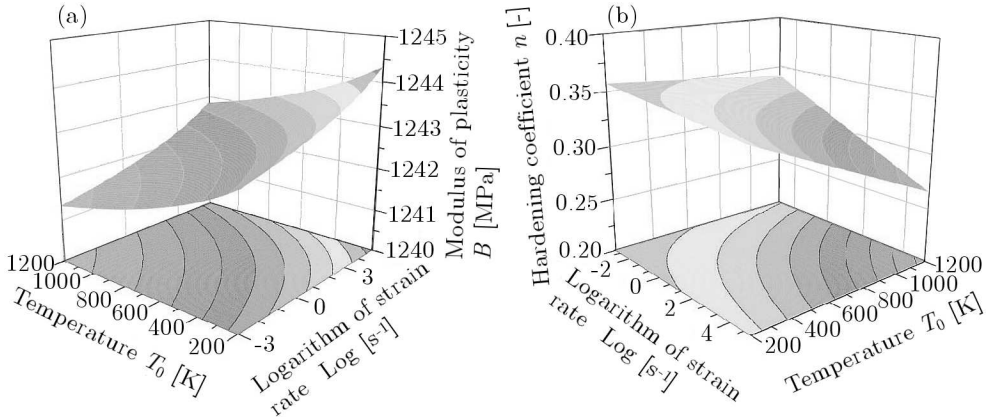 (a)
1245
1244
1243
1242
1241
1240
Modulus of plasticity
B [MPa]
1200
1000
800
600
400
200
Temperature T₀ [K]
-3
0
3
Logarithm of strain
rate Log [s⁻¹]
(b)
0.40
0.35
0.30
0.25
0.20
Hardening coefficient n [-]
-2
0
2
4
Logarithm of strain
rate Log [s⁻¹]
200
400
600
800
1000
1200
Temperature T₀ [K]